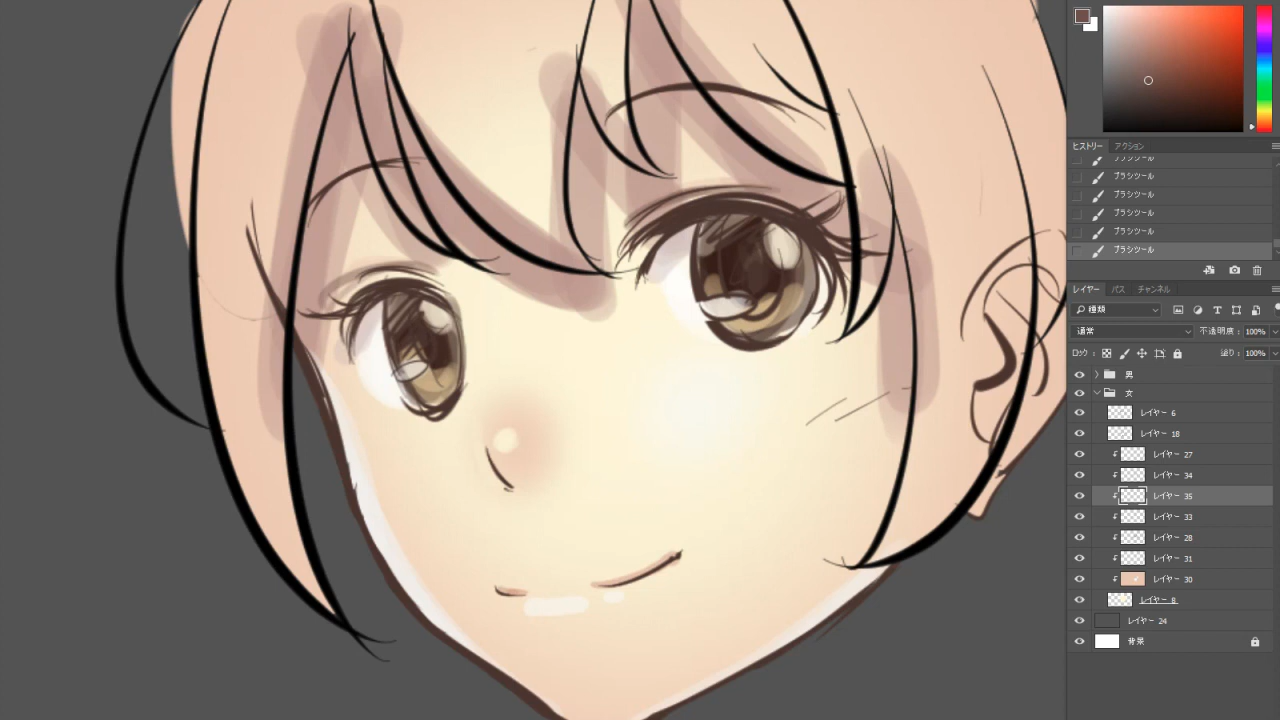 ヒストリー アクション
ブラシツール
ブラシツール
ブラシツール
ブラシツール
ブラシツール
ブラシツール
レイヤー パス チャンネル
種類
通常 不透明度: 100%
ロック: 塗り: 100%
男
女
レイヤー 6
レイヤー 18
レイヤー 27
レイヤー 34
レイヤー 35
レイヤー 33
レイヤー 28
レイヤー 31
レイヤー 30
レイヤー 8
レイヤー 24
背景